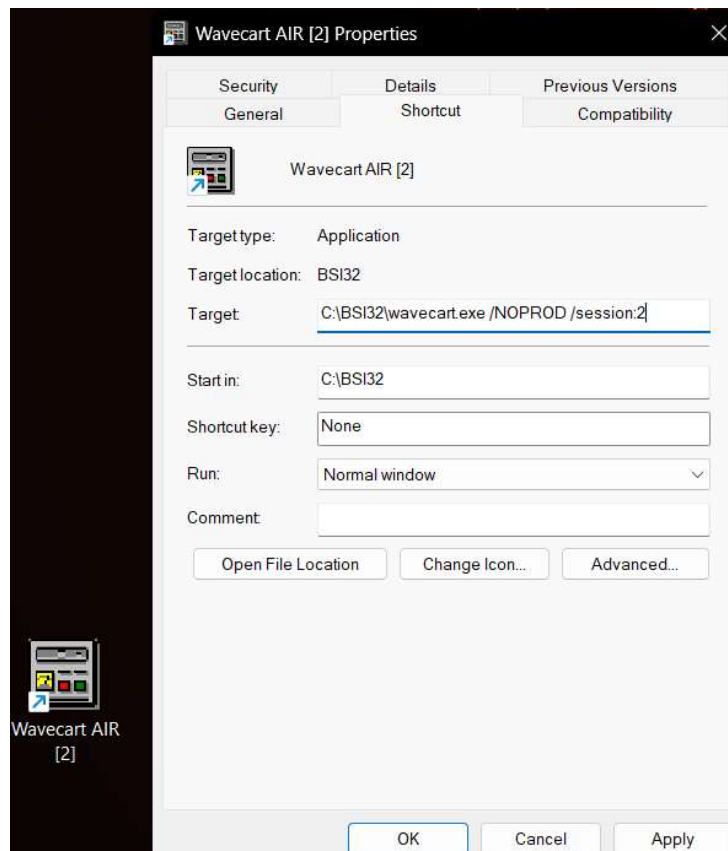 Wavecart AIR [2] Properties
Security Details Previous Versions
General Shortcut Compatibility
Wavecart AIR [2]
Target type: Application
Target location: BSI32
Target: C:\BSI32\wavecart.exe /NOPROD /session:2
Start in: C:\BSI32
Shortcut key: None
Run: Normal window
Comment:
Open File Location Change Icon... Advanced...
Wavecart AIR
[2]
OK Cancel Apply